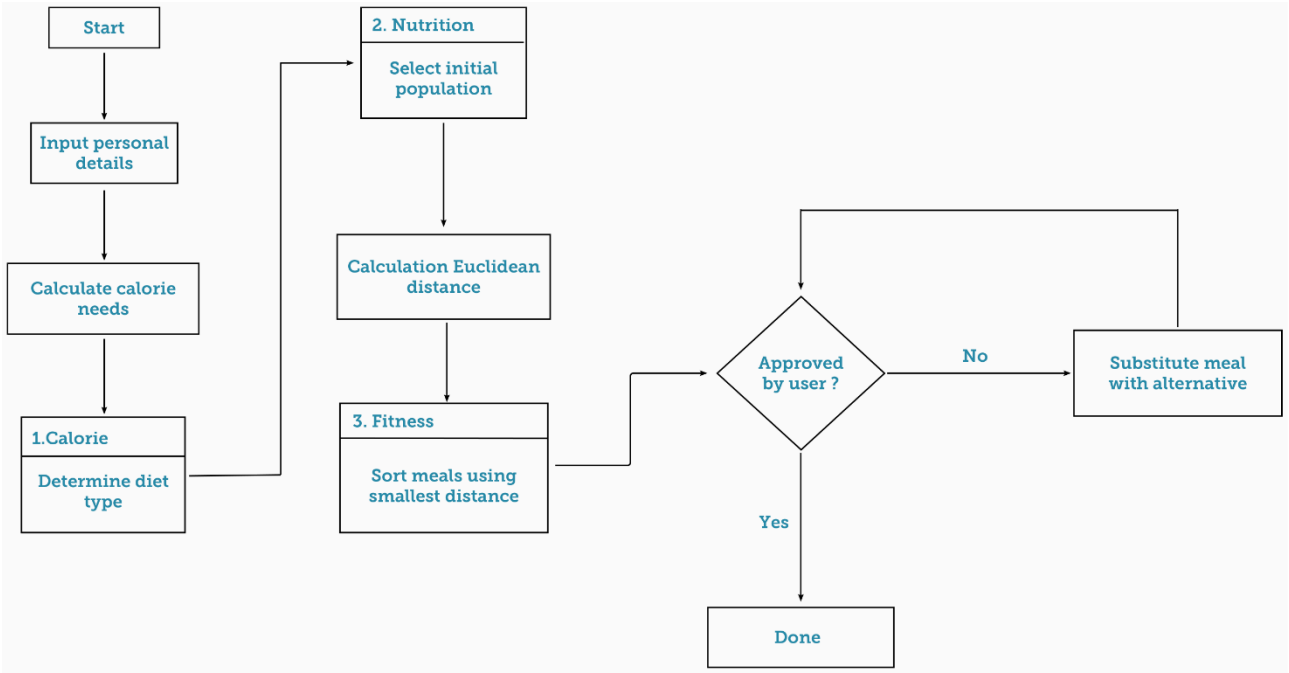 Start
Input personal
details
Calculate calorie
needs
1.Calorie
Determine diet
type
2. Nutrition
Select initial
population
Calculation Euclidean
distance
3. Fitness
Sort meals using
smallest distance
Approved
by user ?
No
Substitute meal
with alternative
Yes
Done